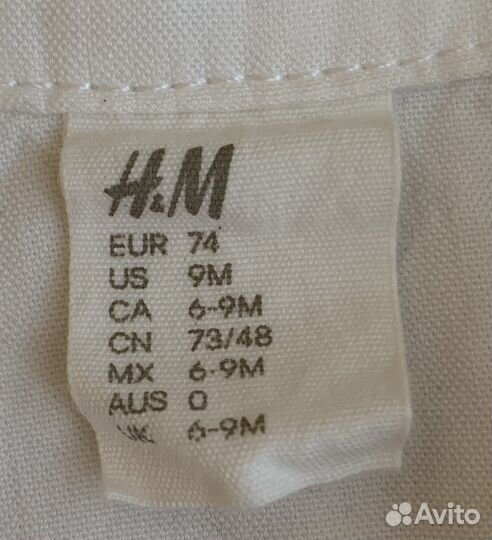 H&M
EUR 74
US 9M
CA 6-9M
CN 73/48
MX 6-9M
AUS 0
UK 6-9M
Avito